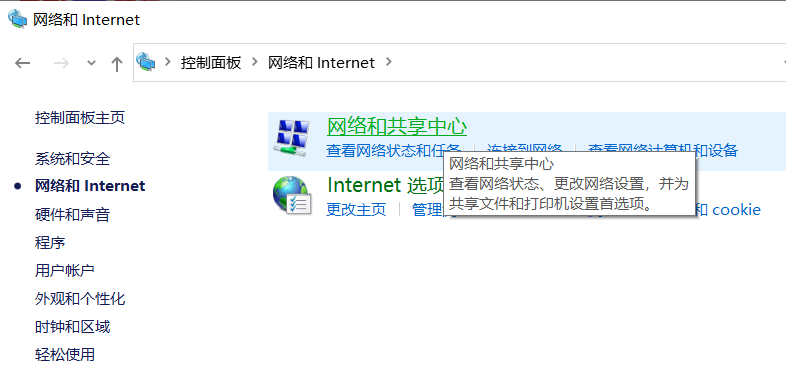 网络和 Internet
控制面板 网络和 Internet
控制面板主页
系统和安全
网络和 Internet
硬件和声音
程序
用户帐户
外观和个性化
时钟和区域
轻松使用
网络和共享中心
查看网络状态和任务 连接到网络 查看网络计算机和设备
网络和共享中心
查看网络状态、更改网络设置，并为
共享文件和打印机设置首选项。
Internet 选项
更改主页 管理 和 cookie